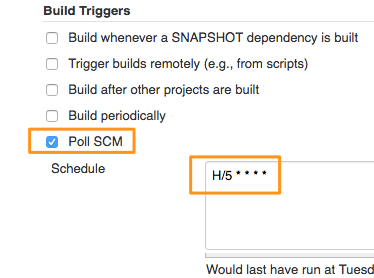 Build Triggers
Build whenever a SNAPSHOT dependency is built
Trigger builds remotely (e.g., from scripts)
Build after other projects are built
Build periodically
Poll SCM
Schedule
H/5 * * * *
Would last have run at Tuesd